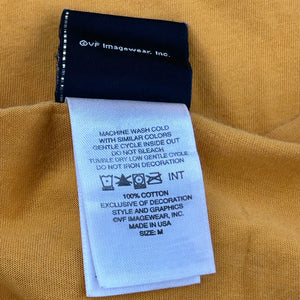 ©VF Imagewear, Inc.
MACHINE WASH COLD
WITH SIMILAR COLORS
GENTLE CYCLE INSIDE OUT
DO NOT BLEACH
TUMBLE DRY LOW GENTLE CYCLE
DO NOT IRON DECORATION
INT
100% COTTON
EXCLUSIVE OF DECORATION
STYLE AND GRAPHICS
©VF IMAGEWEAR, INC.
MADE IN USA
SIZE: M